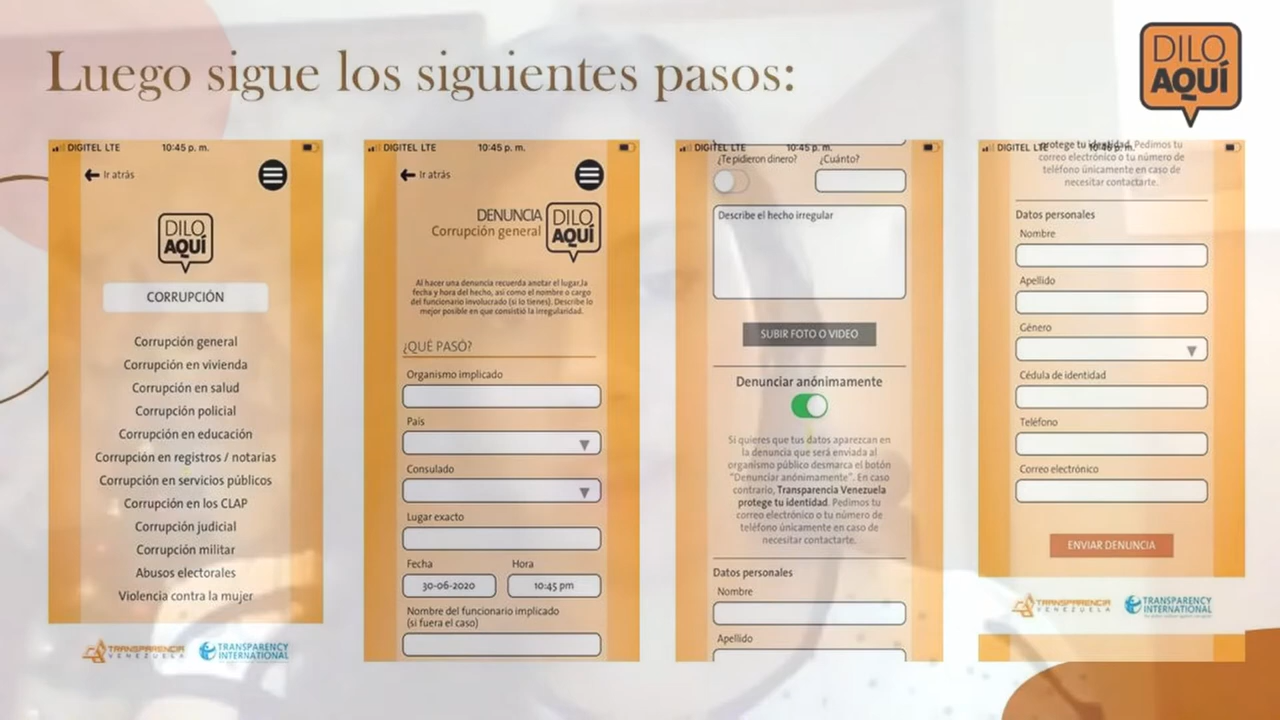 Luego sigue los siguientes pasos:
DILO
AQUÍ
DIGITEL LTE 10:45 p. m.
Ir atrás
DILO
AQUÍ
CORRUPCIÓN
Corrupción general
Corrupción en vivienda
Corrupción en salud
Corrupción policial
Corrupción en educación
Corrupción en registros / notarias
Corrupción en servicios públicos
Corrupción en los CLAP
Corrupción judicial
Corrupción militar
Abusos electorales
Violencia contra la mujer
TRANSPARENCIA
VENEZUELA
TRANSPARENCY
INTERNATIONAL
DIGITEL LTE 10:45 p. m.
Ir atrás
DENUNCIA
Corrupción general
DILO
AQUÍ
Al hacer una denuncia recuerda anotar el lugar,la
fecha y hora del hecho, así como el nombre o cargo
del funcionario involucrado (si lo tienes). Describe lo
mejor posible en que consistió la irregularidad.
¿QUÉ PASÓ?
Organismo implicado
País
Consulado
Lugar exacto
Fecha Hora
30-06-2020 10:45 pm
Nombre del funcionario implicado
(si fuera el caso)
DIGITEL LTE 10:45 p. m.
¿Te pidieron dinero? ¿Cuánto?
Describe el hecho irregular
SUBIR FOTO O VIDEO
Denunciar anónimamente
Si quieres que tus datos aparezcan en
la denuncia que será enviada al
organismo público desmarca el botón
“Denunciar anónimamente”. En caso
contrario, Transparencia Venezuela
protege tu identidad. Pedimos tu
correo electrónico o tu número de
teléfono únicamente en caso de
necesitar contactarte.
Datos personales
Nombre
Apellido
DIGITEL LTE 10:45 p. m.
protege tu identidad. Pedimos tu
correo electrónico o tu número de
teléfono únicamente en caso de
necesitar contactarte.
Datos personales
Nombre
Apellido
Género
Cédula de identidad
Teléfono
Correo electrónico
ENVIAR DENUNCIA
TRANSPARENCIA
VENEZUELA
TRANSPARENCY
INTERNATIONAL